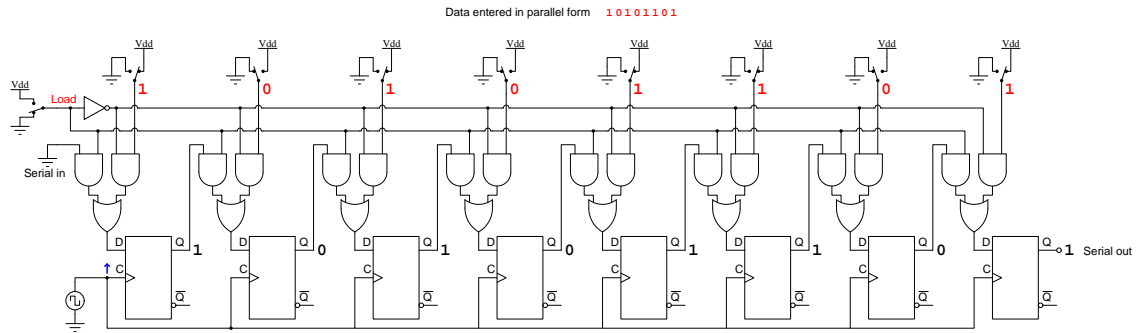 Data entered in parallel form 1 0 1 0 1 1 0 1
Vdd Vdd Vdd Vdd Vdd Vdd Vdd Vdd
Vdd
Load
1 0 1 0 1 1 0 1
Serial in
D Q D Q D Q D Q D Q D Q D Q D Q
1 0 1 0 1 1 0 1 Serial out
C C C C C C C C
Q Q Q Q Q Q Q Q